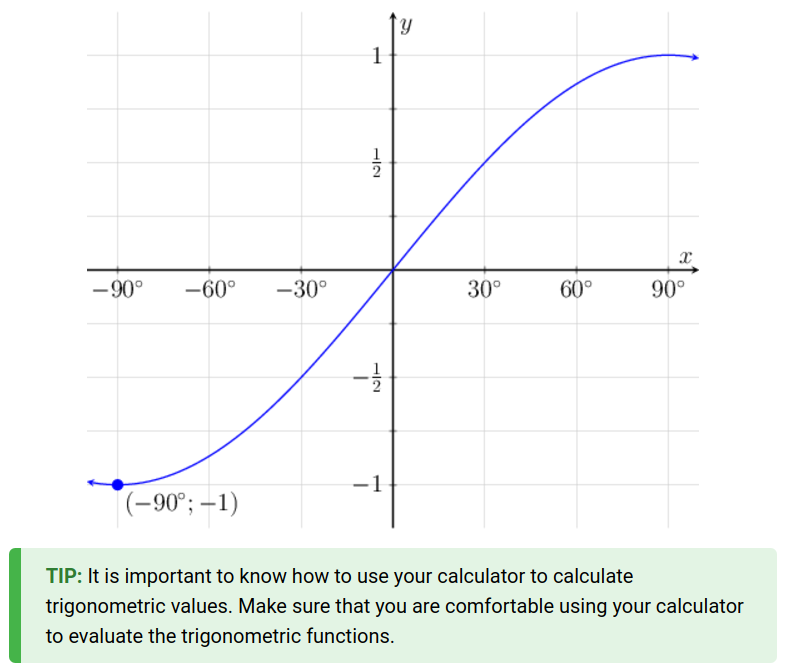 y
1
1/2
x
−90° −60° −30° 30° 60° 90°
−1/2
−1
(−90°; −1)
TIP: It is important to know how to use your calculator to calculate
trigonometric values. Make sure that you are comfortable using your calculator
to evaluate the trigonometric functions.